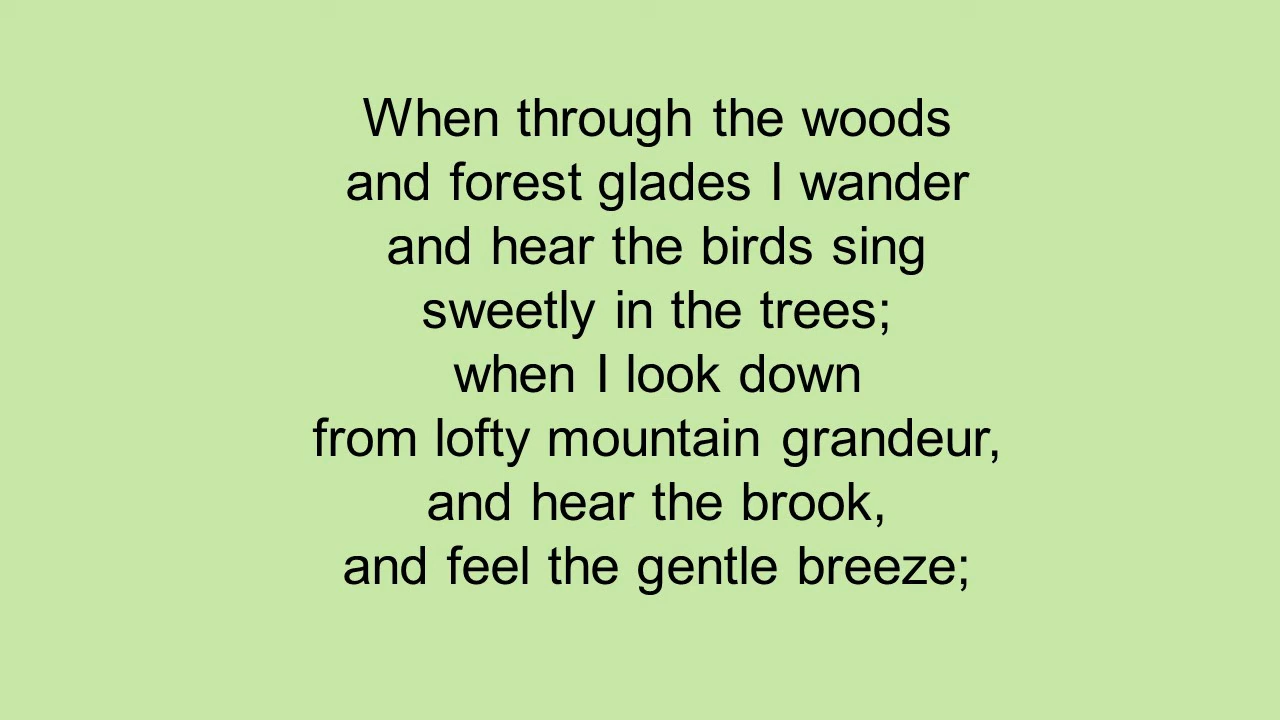 When through the woods
and forest glades I wander
and hear the birds sing
sweetly in the trees;
when I look down
from lofty mountain grandeur,
and hear the brook,
and feel the gentle breeze;